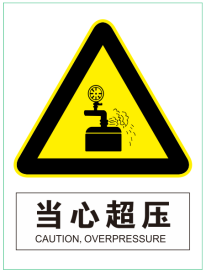 当心超压
CAUTION, OVERPRESSURE